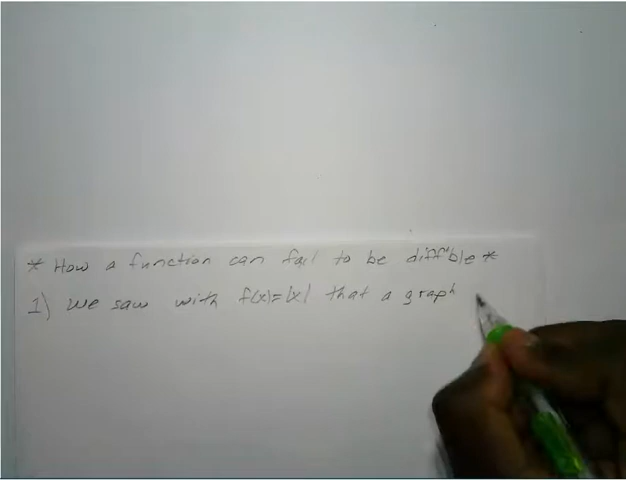 * How a function can fail to be diff'ble *
1) We saw with f(x)=|x| that a graph